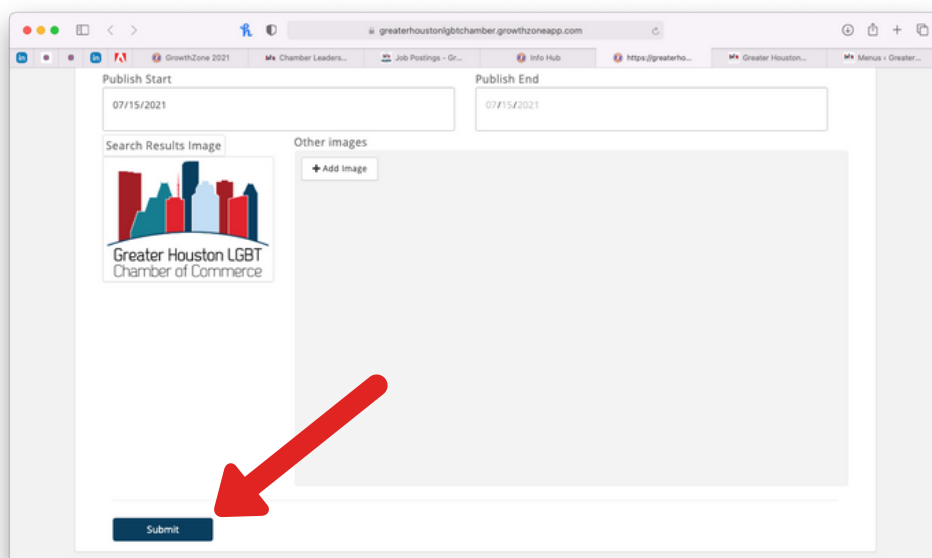 greaterhoustonlgbtchamber.growthzoneapp.com
GrowthZone 2021
Chamber Leaders...
Job Postings - Gr...
Info Hub
https://greaterho...
Greater Houston...
Menus ‹ Greater...
Publish Start
Publish End
07/15/2021
07/15/2021
Search Results Image
Other images
+ Add Image
Greater Houston LGBT
Chamber of Commerce
Submit